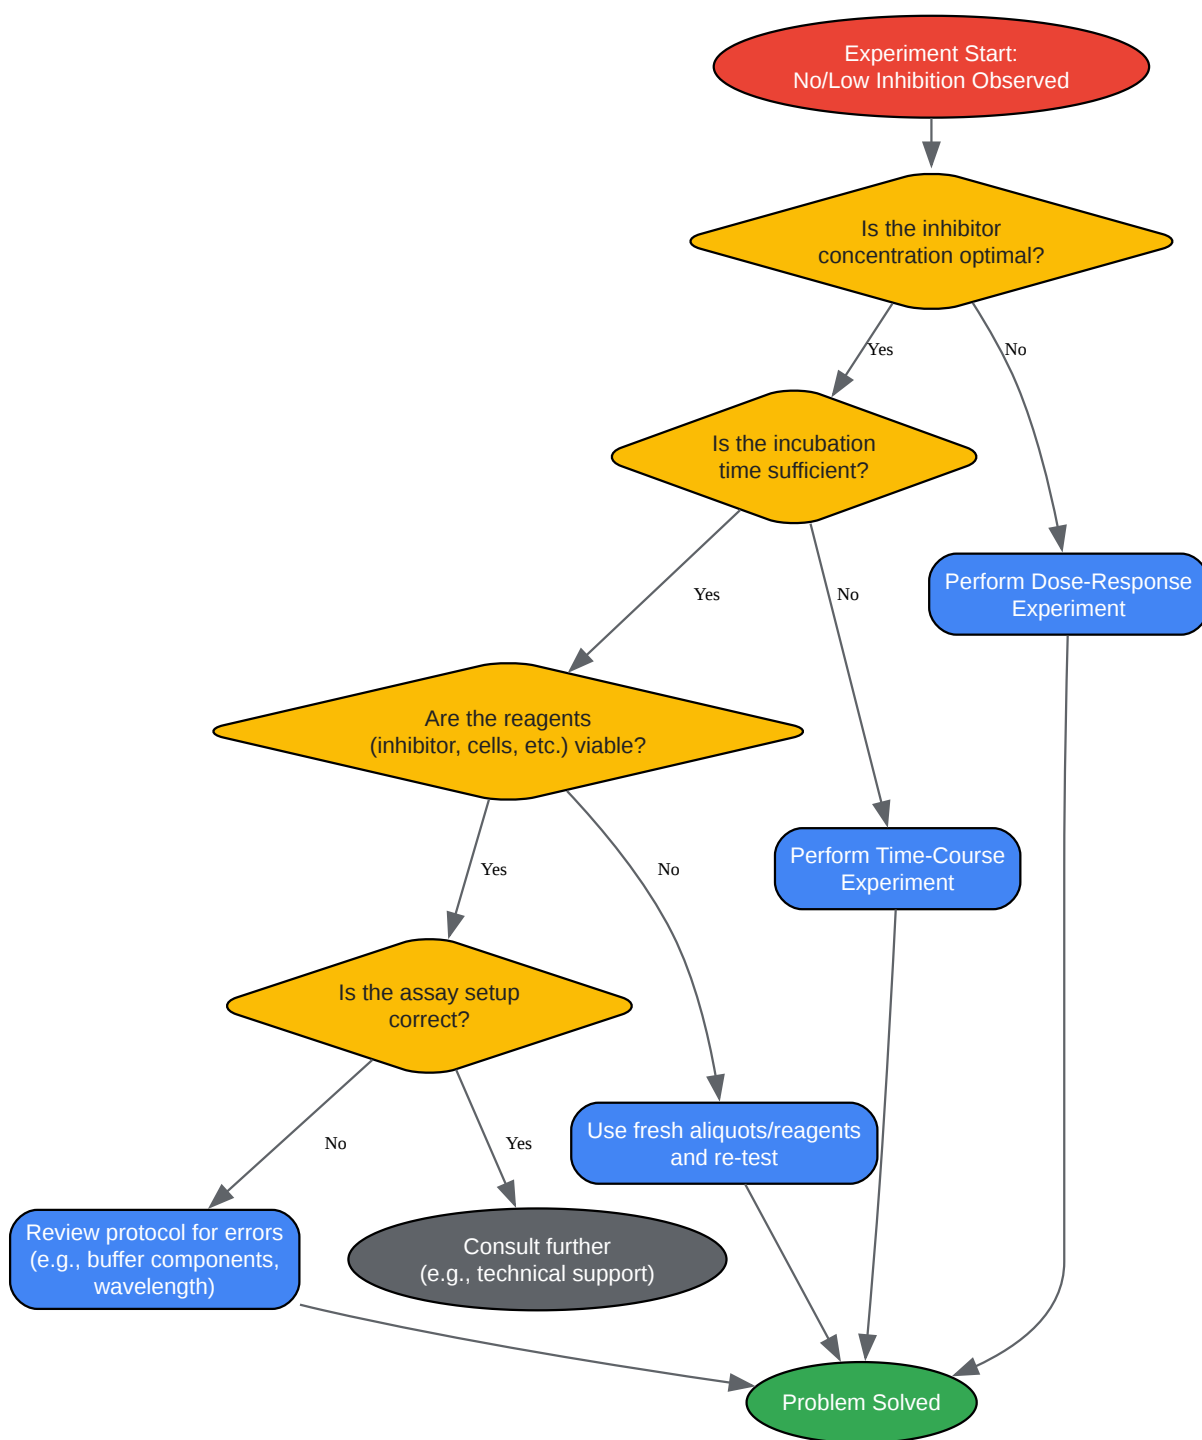 Experiment Start:
No/Low Inhibition Observed
Is the inhibitor
concentration optimal?
Yes
No
Is the incubation
time sufficient?
Perform Dose-Response
Experiment
Yes
No
Are the reagents
(inhibitor, cells, etc.) viable?
Perform Time-Course
Experiment
Yes
No
Is the assay setup
correct?
Use fresh aliquots/reagents
and re-test
No
Yes
Review protocol for errors
(e.g., buffer components,
wavelength)
Consult further
(e.g., technical support)
Problem Solved